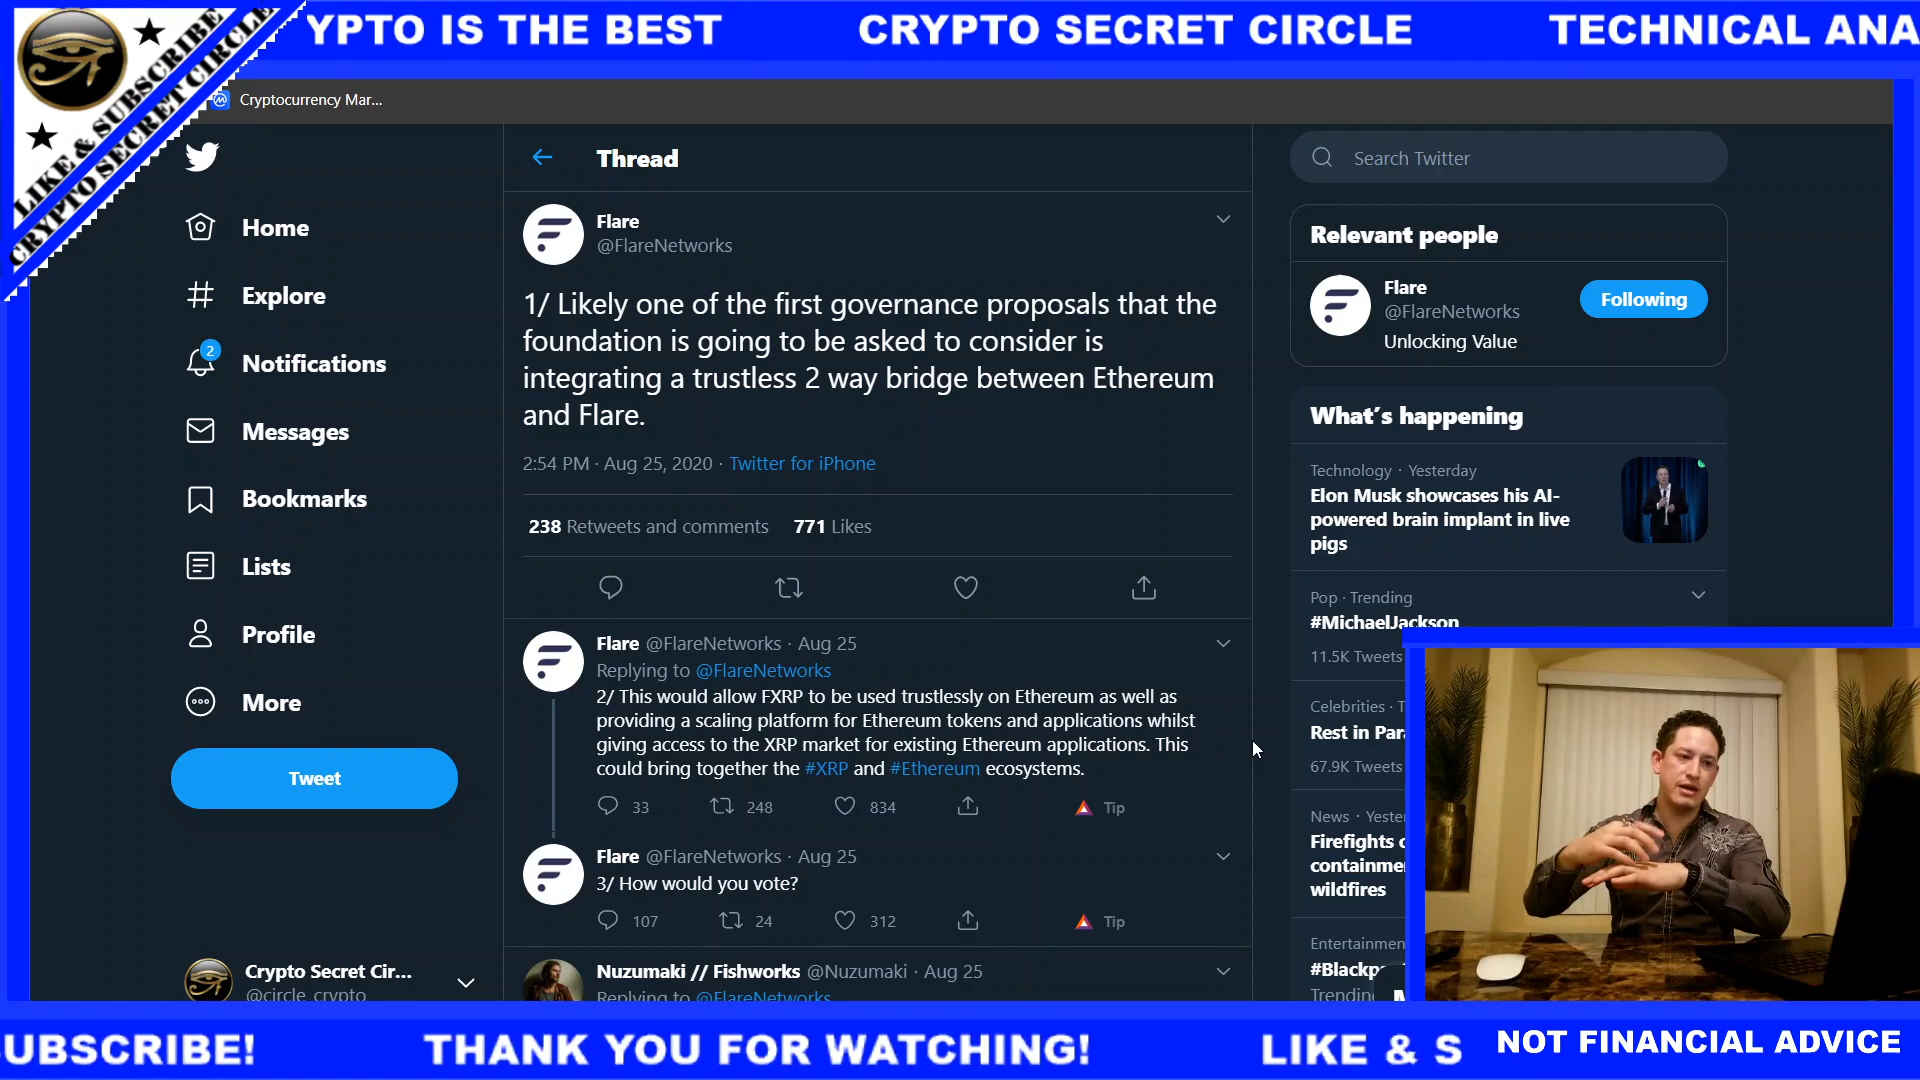 YPTO IS THE BEST
CRYPTO SECRET CIRCLE
TECHNICAL ANA
LIKE & SUBSCRIBE
CRYPTO SECRET CIRCLE
Cryptocurrency Mar...
Home
Explore
2
Notifications
Messages
Bookmarks
Lists
Profile
More
Tweet
Crypto Secret Cir...
@circle_crypto
Thread
Flare
@FlareNetworks
1/ Likely one of the first governance proposals that the
foundation is going to be asked to consider is
integrating a trustless 2 way bridge between Ethereum
and Flare.
2:54 PM · Aug 25, 2020 · Twitter for iPhone
238 Retweets and comments 771 Likes
Flare @FlareNetworks · Aug 25
Replying to @FlareNetworks
2/ This would allow FXRP to be used trustlessly on Ethereum as well as
providing a scaling platform for Ethereum tokens and applications whilst
giving access to the XRP market for existing Ethereum applications. This
could bring together the #XRP and #Ethereum ecosystems.
33 248 834 Tip
Flare @FlareNetworks · Aug 25
3/ How would you vote?
107 24 312 Tip
Nuzumaki // Fishworks @Nuzumaki · Aug 25
Replying to @FlareNetworks
Search Twitter
Relevant people
Flare
@FlareNetworks
Following
Unlocking Value
What's happening
Technology · Yesterday
Elon Musk showcases his AI-
powered brain implant in live
pigs
Pop · Trending
#MichaelJackson
11.5K Tweets
Celebrities · T
Rest in Par
67.9K Tweets
News · Yester
Firefights c
containme
wildfires
Entertainmen
#Blackp
Trending
M
UBSCRIBE!
THANK YOU FOR WATCHING!
LIKE & S
NOT FINANCIAL ADVICE